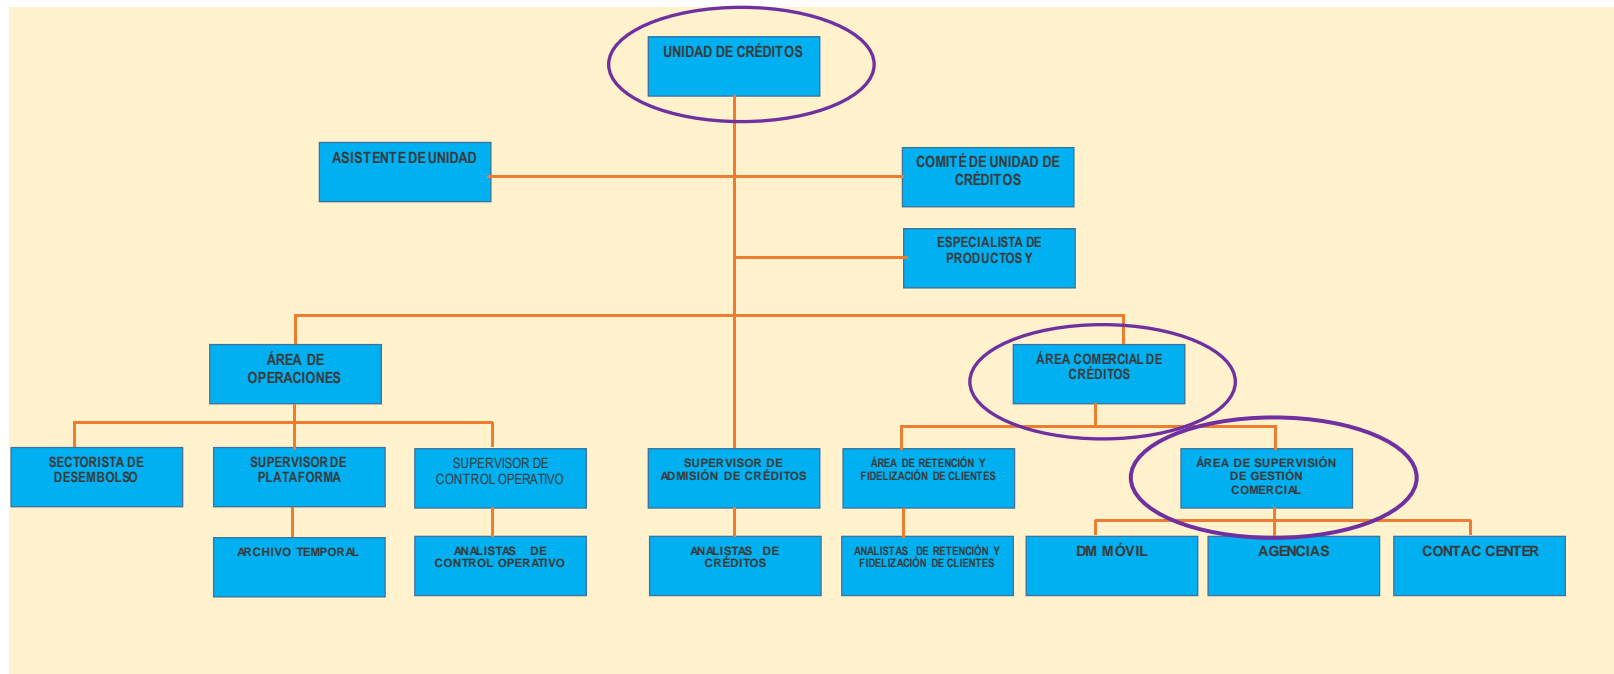 UNIDAD DE CRÉDITOS
ASISTENTE DE UNIDAD
COMITÉ DE UNIDAD DE
CRÉDITOS
ESPECIALISTA DE
PRODUCTOS Y
ÁREA DE
OPERACIONES
ÁREA COMERCIAL DE
CRÉDITOS
SECTORISTA DE
DESEMBOLSO
SUPERVISOR DE
PLATAFORMA
SUPERVISOR DE
CONTROL OPERATIVO
SUPERVISOR DE
ADMISIÓN DE CRÉDITOS
ÁREA DE RETENCIÓN Y
FIDELIZACIÓN DE CLIENTES
ÁREA DE SUPERVISIÓN
DE GESTIÓN
COMERCIAL
ARCHIVO TEMPORAL
ANALISTAS DE
CONTROL OPERATIVO
ANALISTAS DE
CRÉDITOS
ANALISTAS DE RETENCIÓN Y
FIDELIZACIÓN DE CLIENTES
DM MÓVIL
AGENCIAS
CONTAC CENTER